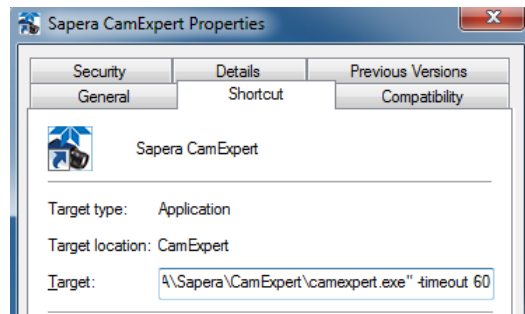 Sapera CamExpert Properties
Security Details Previous Versions
General Shortcut Compatibility
Sapera CamExpert
Target type: Application
Target location: CamExpert
Target: \Sapera\CamExpert\camexpert.exe" -timeout 60